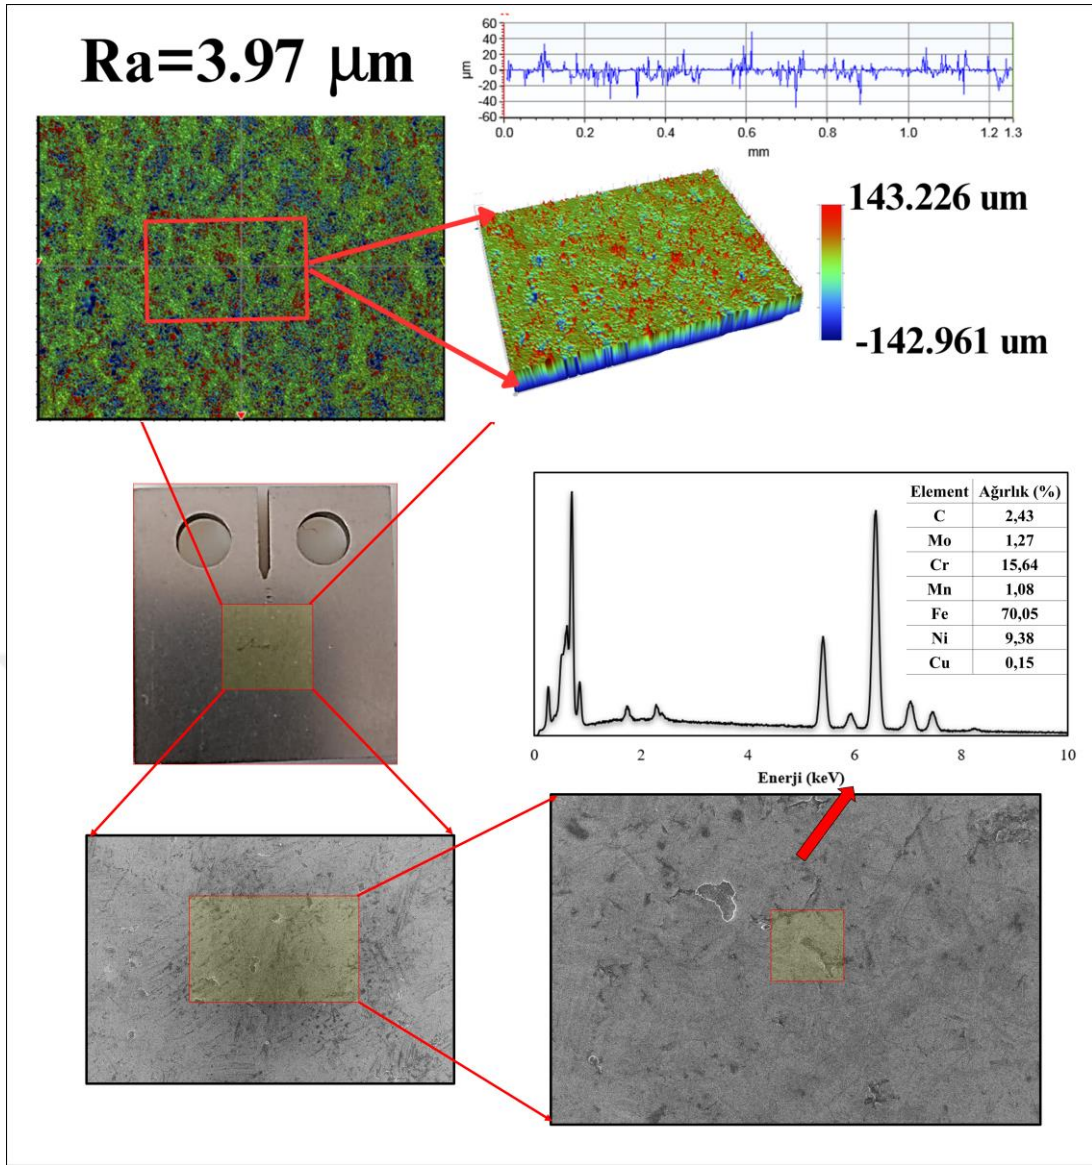 Ra=3.97 μm
60
40
20
0
-20
-40
-60
μm
0.0 0.2 0.4 0.6 0.8 1.0 1.2 1.3
mm
143.226 um
-142.961 um
Element Ağırlık (%)
C 2,43
Mo 1,27
Cr 15,64
Mn 1,08
Fe 70,05
Ni 9,38
Cu 0,15
0 2 4 6 8 10
Enerji (keV)